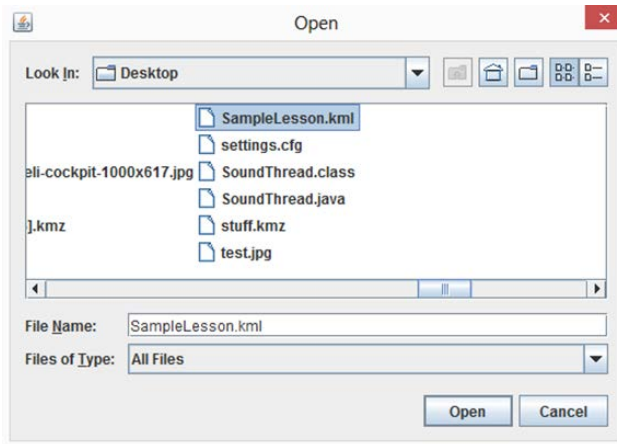 Open
Look In: Desktop
SampleLesson.kml
settings.cfg
eli-cockpit-1000x617.jpg SoundThread.class
SoundThread.java
].kmz stuff.kmz
test.jpg
File Name: SampleLesson.kml
Files of Type: All Files
Open Cancel